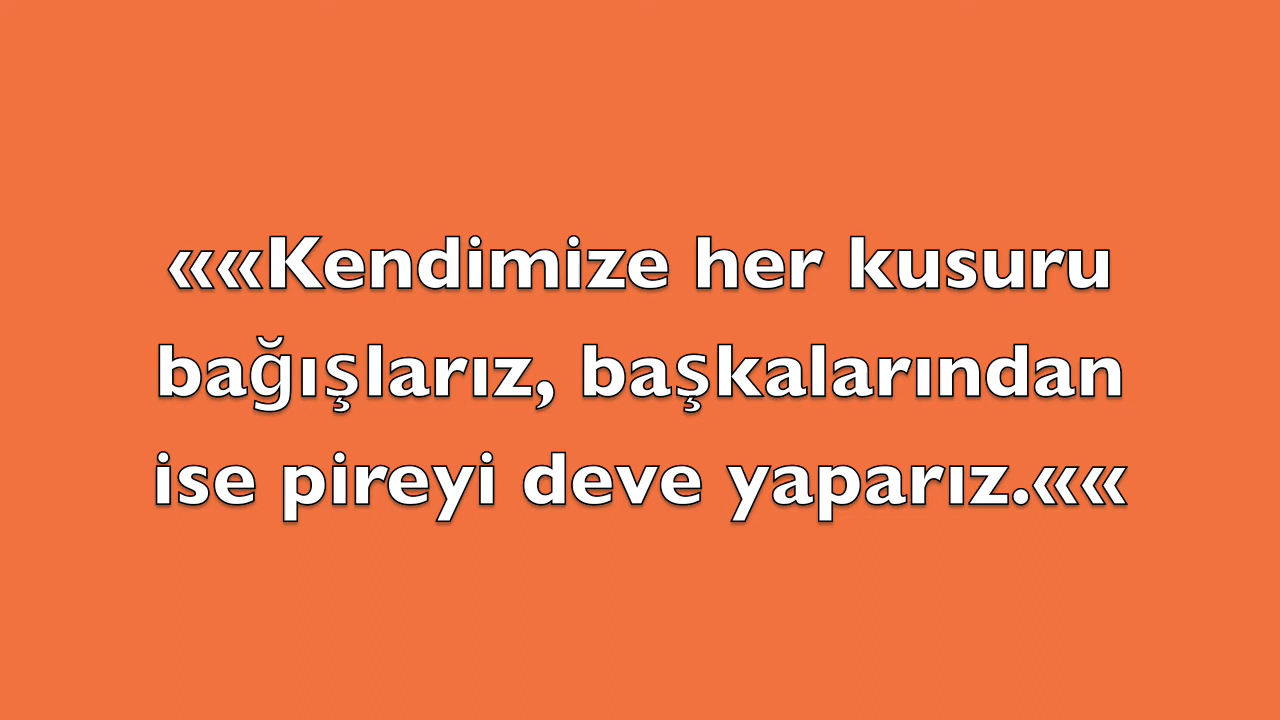 ««Kendimize her kusuru
bağışlarız, başkalarından
ise pireyi deve yaparız.««